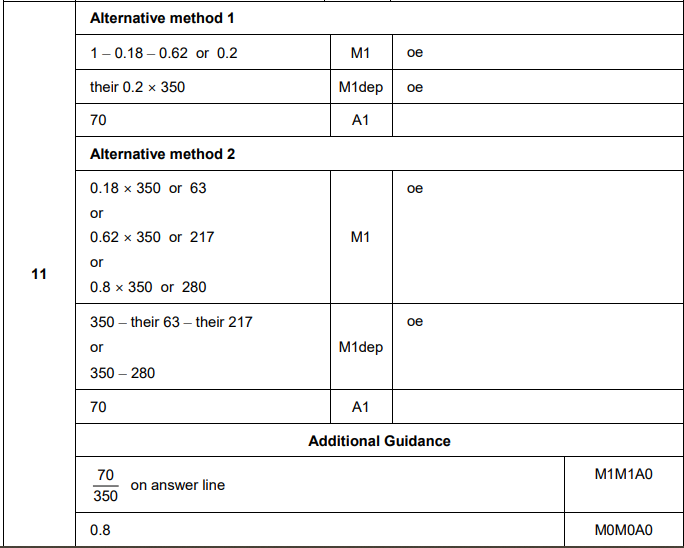 Alternative method 1
1 – 0.18 – 0.62 or 0.2 M1 oe
their 0.2 × 350 M1dep oe
70 A1
Alternative method 2
0.18 × 350 or 63 oe
or
0.62 × 350 or 217 M1
or
11
0.8 × 350 or 280
350 – their 63 – their 217 oe
or M1dep
350 – 280
70 A1
Additional Guidance
70
350
on answer line M1M1A0
0.8 M0M0A0